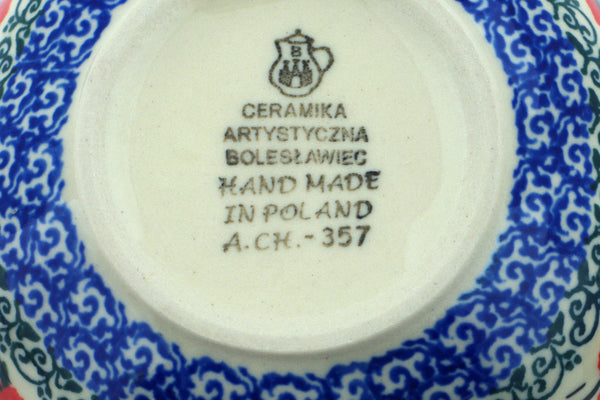 B
CERAMIKA
ARTYSTYCZNA
BOLESŁAWIEC
HAND MADE
IN POLAND
A.CH.-357